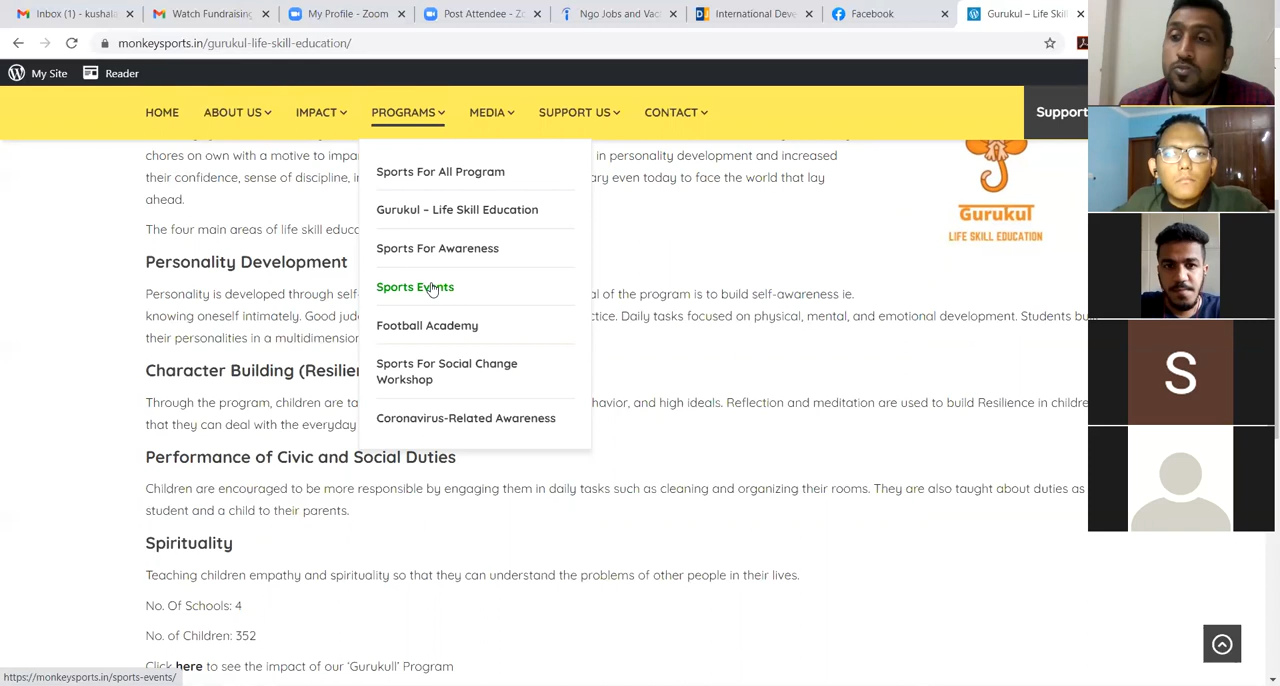 Inbox (1) - kushala
Watch Fundraising
My Profile - Zoom
Post Attendee - Zo
Ngo Jobs and Vac
International Deve
Facebook
Gurukul – Life Skil
monkeysports.in/gurukul-life-skill-education/
My Site
Reader
HOME
ABOUT US
IMPACT
PROGRAMS
MEDIA
SUPPORT US
CONTACT
Support
Sports For All Program
Gurukul – Life Skill Education
Sports For Awareness
Sports Events
Football Academy
Sports For Social Change
Workshop
Coronavirus-Related Awareness
chores on own with a motive to impa in personality development and increased
their confidence, sense of discipline, in ary even today to face the world that lay
ahead.
The four main areas of life skill educa
Gurukul
LIFE SKILL EDUCATION
Personality Development
Personality is developed through self- al of the program is to build self-awareness ie.
knowing oneself intimately. Good jud ctice. Daily tasks focused on physical, mental, and emotional development. Students bu
their personalities in a multidimension
Character Building (Resilien
Through the program, children are ta behavior, and high ideals. Reflection and meditation are used to build Resilience in childre
that they can deal with the everyday
Performance of Civic and Social Duties
Children are encouraged to be more responsible by engaging them in daily tasks such as cleaning and organizing their rooms. They are also taught about duties as
student and a child to their parents.
Spirituality
Teaching children empathy and spirituality so that they can understand the problems of other people in their lives.
No. Of Schools: 4
No. of Children: 352
Click here to see the impact of our ‘Gurukull’ Program
https://monkeysports.in/sports-events/
S